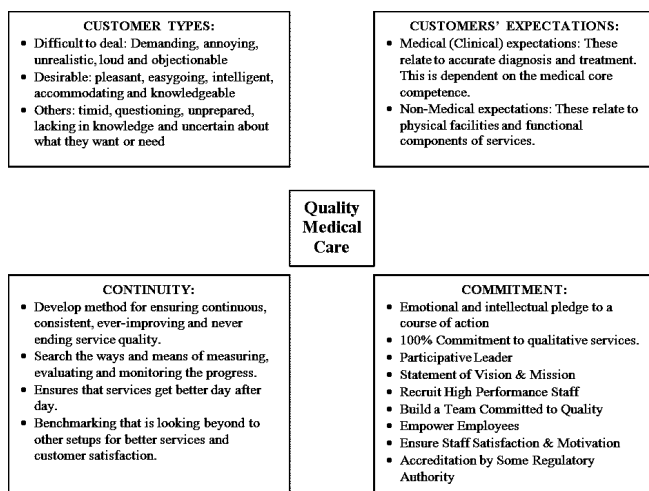 CUSTOMER TYPES:
• Difficult to deal: Demanding, annoying,
unrealistic, loud and objectionable
• Desirable: pleasant, easygoing, intelligent,
accommodating and knowledgeable
• Others: timid, questioning, unprepared,
lacking in knowledge and uncertain about
what they want or need
CUSTOMERS' EXPECTATIONS:
• Medical (Clinical) expectations: These
relate to accurate diagnosis and treatment.
This is dependent on the medical core
competence.
• Non-Medical expectations: These relate to
physical facilities and functional
components of services.
Quality
Medical
Care
CONTINUITY:
• Develop method for ensuring continuous,
consistent, ever-improving and never
ending service quality.
• Search the ways and means of measuring,
evaluating and monitoring the progress.
• Ensures that services get better day after
day.
• Benchmarking that is looking beyond to
other setups for better services and
customer satisfaction.
COMMITMENT:
• Emotional and intellectual pledge to a
course of action
• 100% Commitment to qualitative services.
• Participative Leader
• Statement of Vision & Mission
• Recruit High Performance Staff
• Build a Team Committed to Quality
• Empower Employees
• Ensure Staff Satisfaction & Motivation
• Accreditation by Some Regulatory
Authority